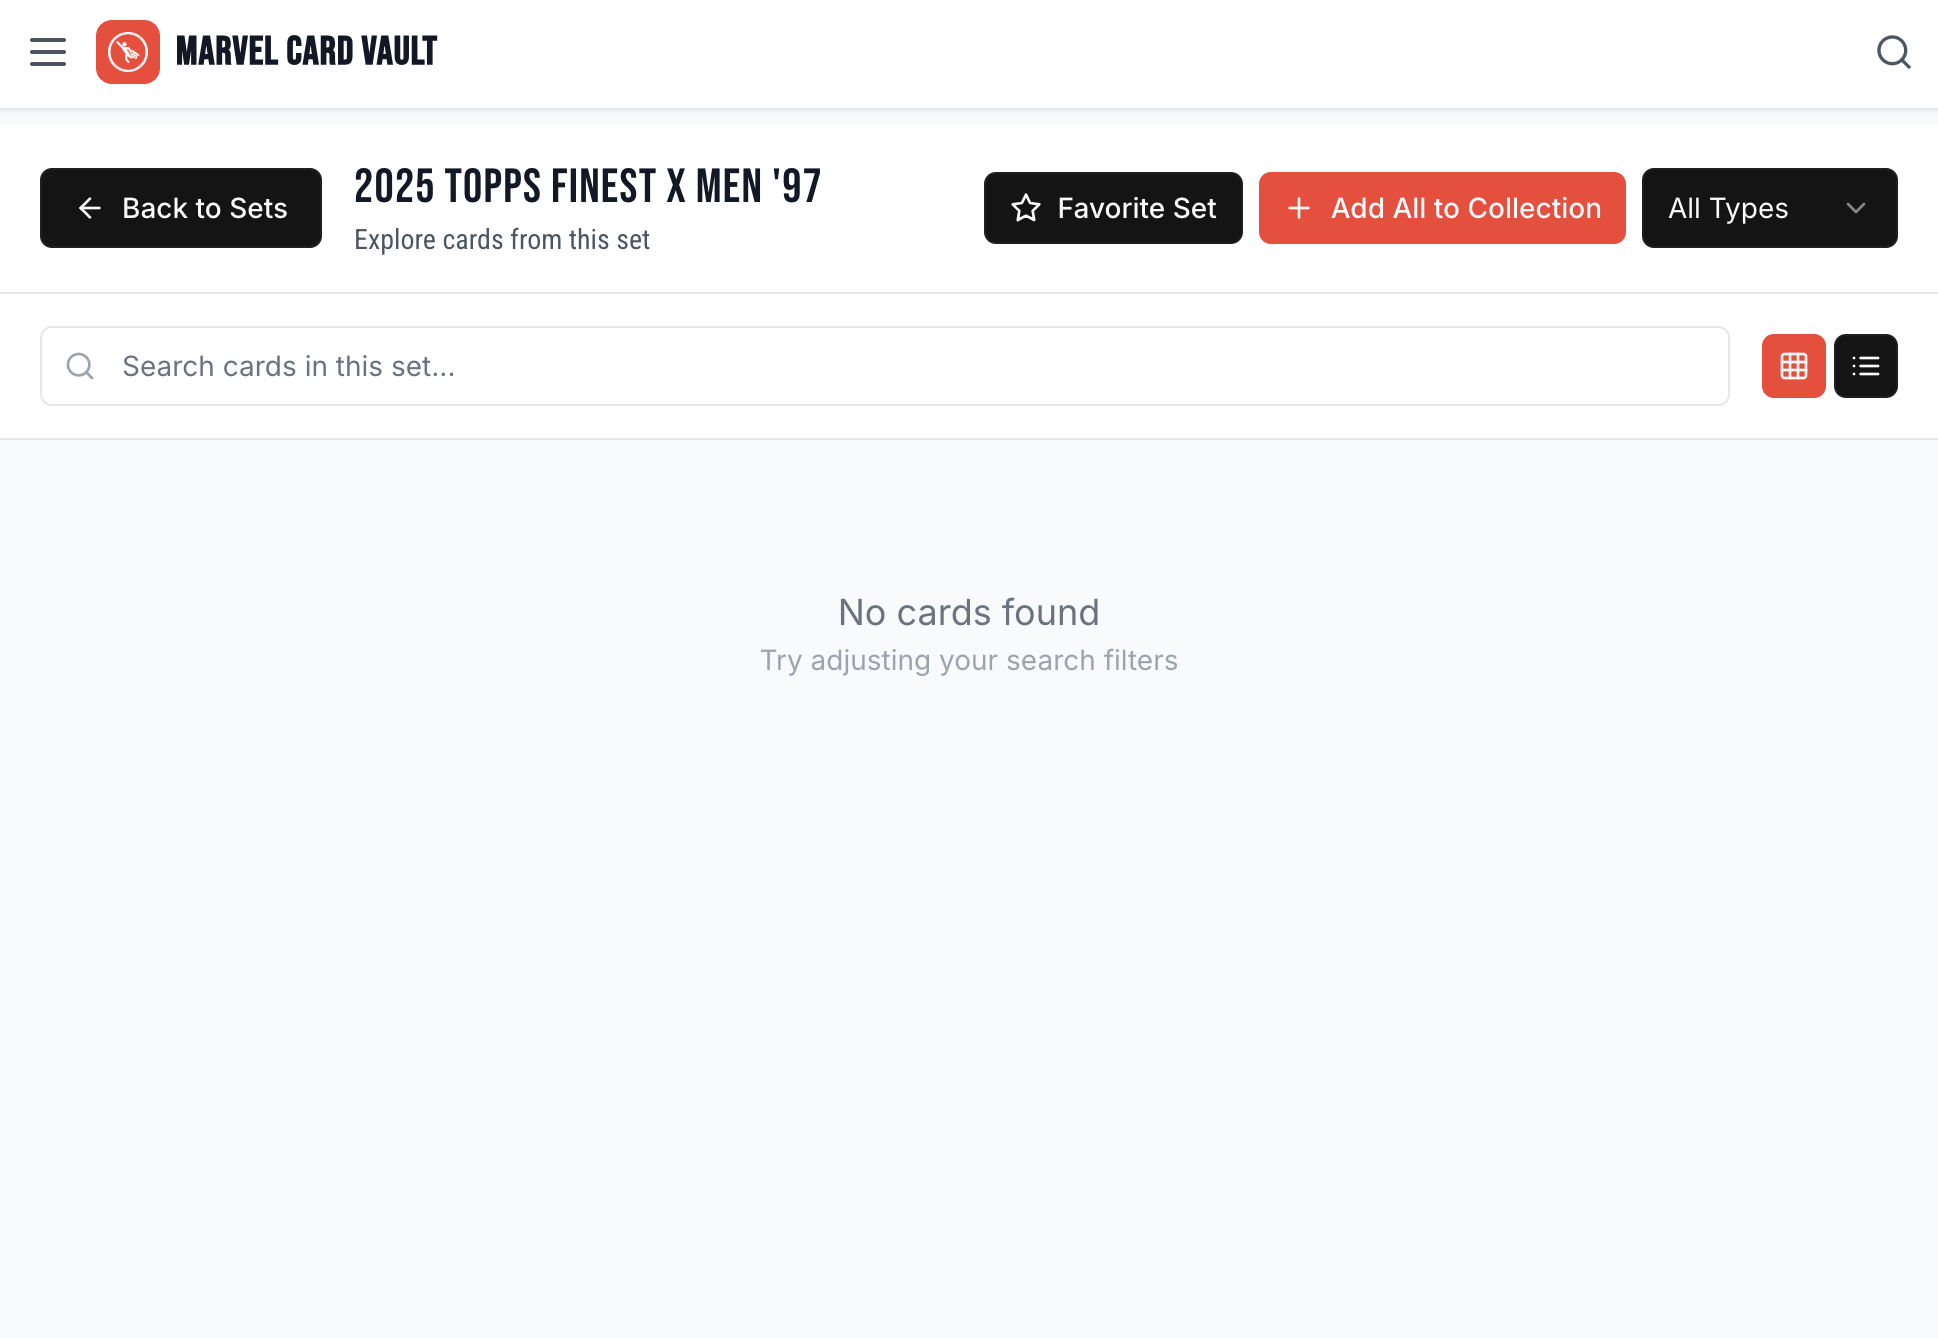 MARVEL CARD VAULT
Back to Sets
2025 TOPPS FINEST X MEN '97
Explore cards from this set
Favorite Set
Add All to Collection
All Types
Search cards in this set...
No cards found
Try adjusting your search filters